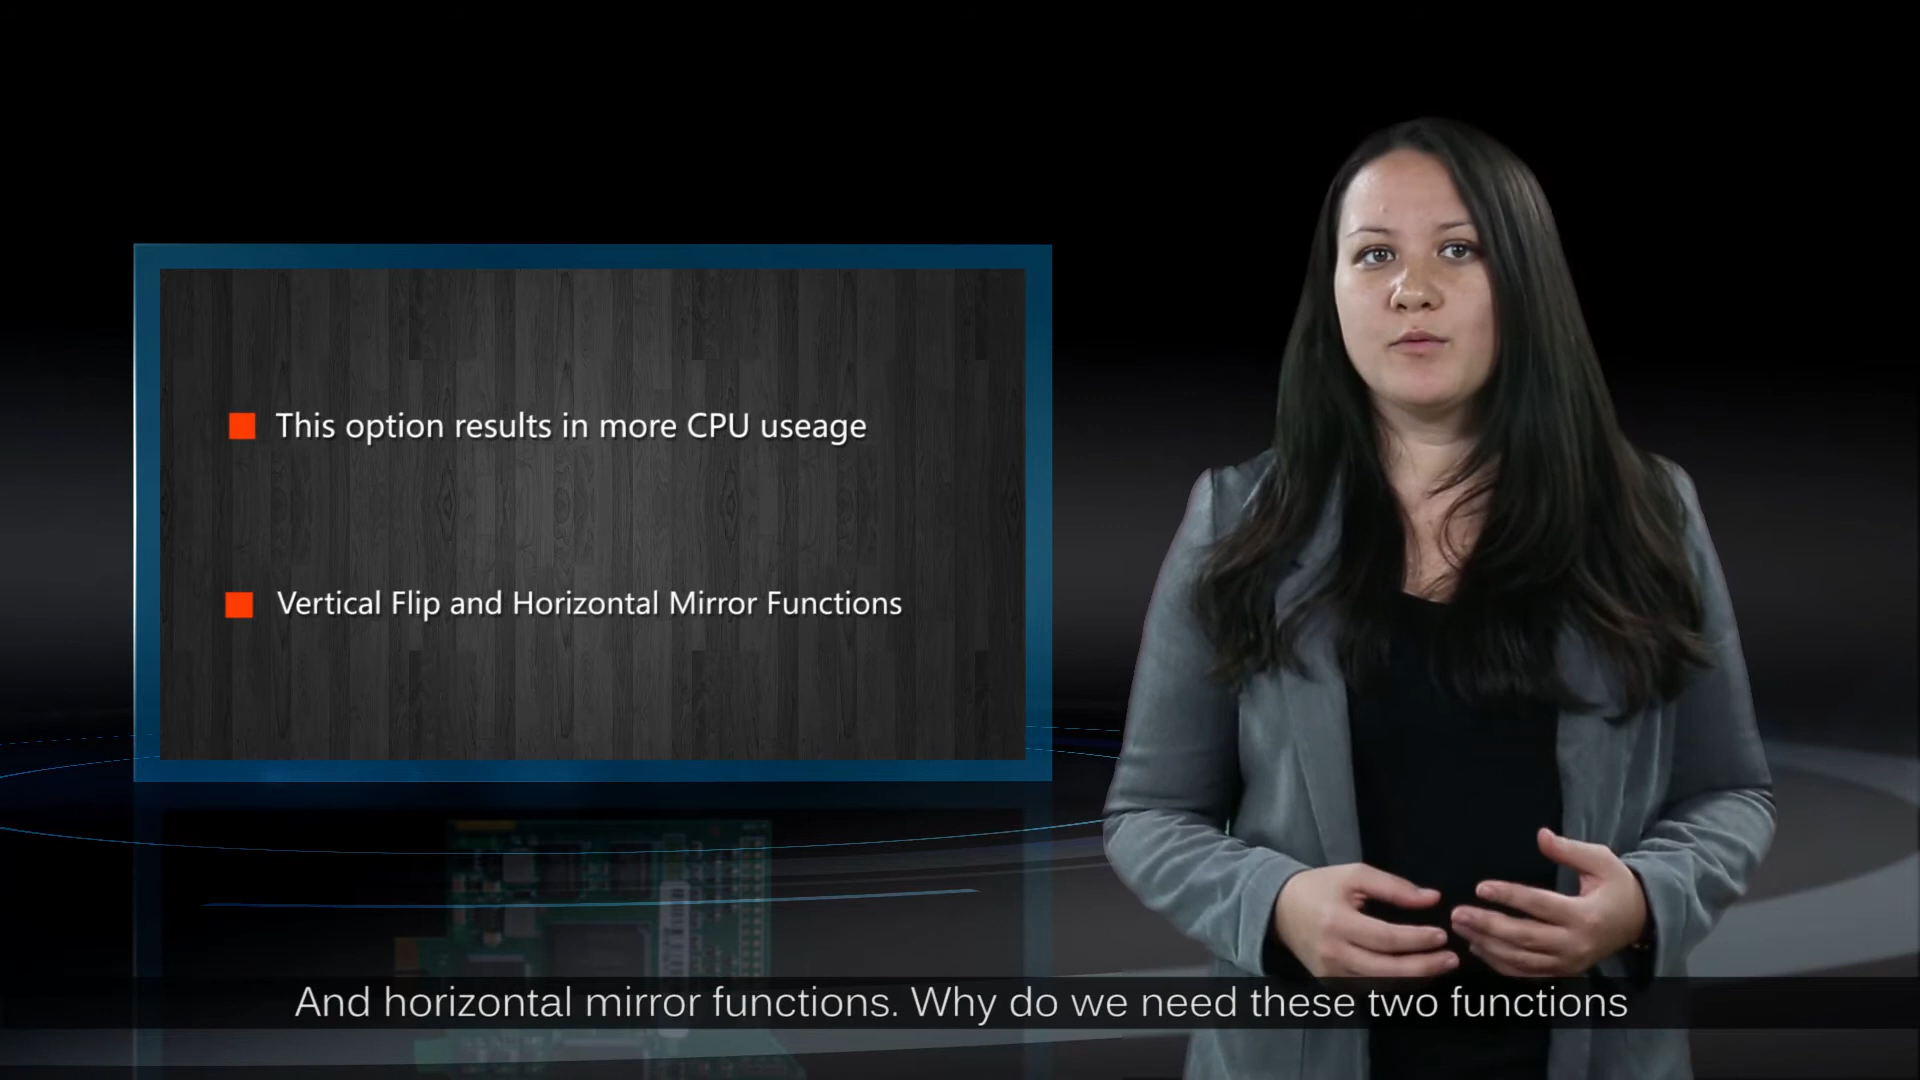 This option results in more CPU useage
Vertical Flip and Horizontal Mirror Functions
And horizontal mirror functions. Why do we need these two functions